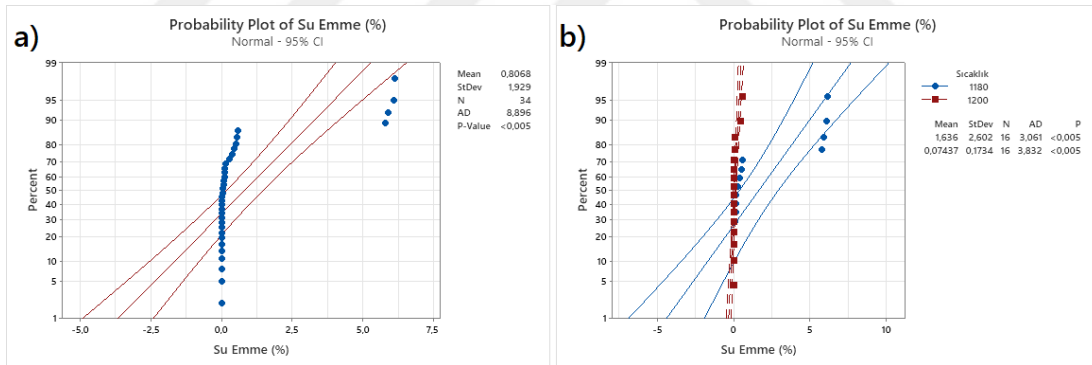 a)
Probability Plot of Su Emme (%)
Normal - 95% CI
99
95
90
80
70
60
50
40
30
20
10
5
1
Percent
-5,0 -2,5 0,0 2,5 5,0 7,5
Su Emme (%)
Mean 0,8068
StDev 1,929
N 34
AD 8,896
P-Value <0,005
b)
Probability Plot of Su Emme (%)
Normal - 95% CI
99
95
90
80
70
60
50
40
30
20
10
5
1
Percent
-5 0 5 10
Su Emme (%)
Sıcaklık
1180
1200
Mean StDev N AD P
1,636 2,602 16 3,061 <0,005
0,07437 0,1734 16 3,832 <0,005